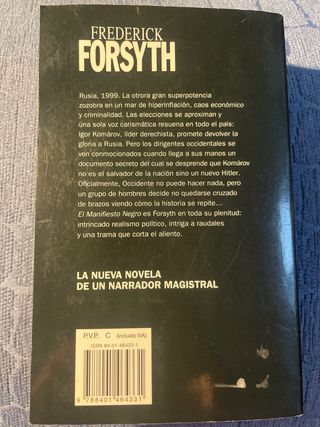 FREDERICK
FORSYTH
Rusia, 1999. La otrora gran superpotencia
zozobra en un mar de hiperinflación, caos económico
y criminalidad. Las elecciones se aproximan y
una sola voz carismática resuena en todo el país:
Igor Komárov, líder derechista, promete devolver la
gloria a Rusia. Pero los dirigentes occidentales se
ven conmocionados cuando llega a sus manos un
documento secreto del cual se desprende que Komárov
no es el salvador de la nación sino un nuevo Hitler.
Oficialmente, Occidente no puede hacer nada, pero
un grupo de hombres decide no quedarse cruzado
de brazos viendo cómo la historia se repite...
El Manifiesto Negro es Forsyth en toda su plenitud:
intrincado realismo político, intriga a raudales
y una trama que corta el aliento.
LA NUEVA NOVELA
DE UN NARRADOR MAGISTRAL
P.V.P. C (incluido IVA)
ISBN 84-01-46433-1
9 788401 464331